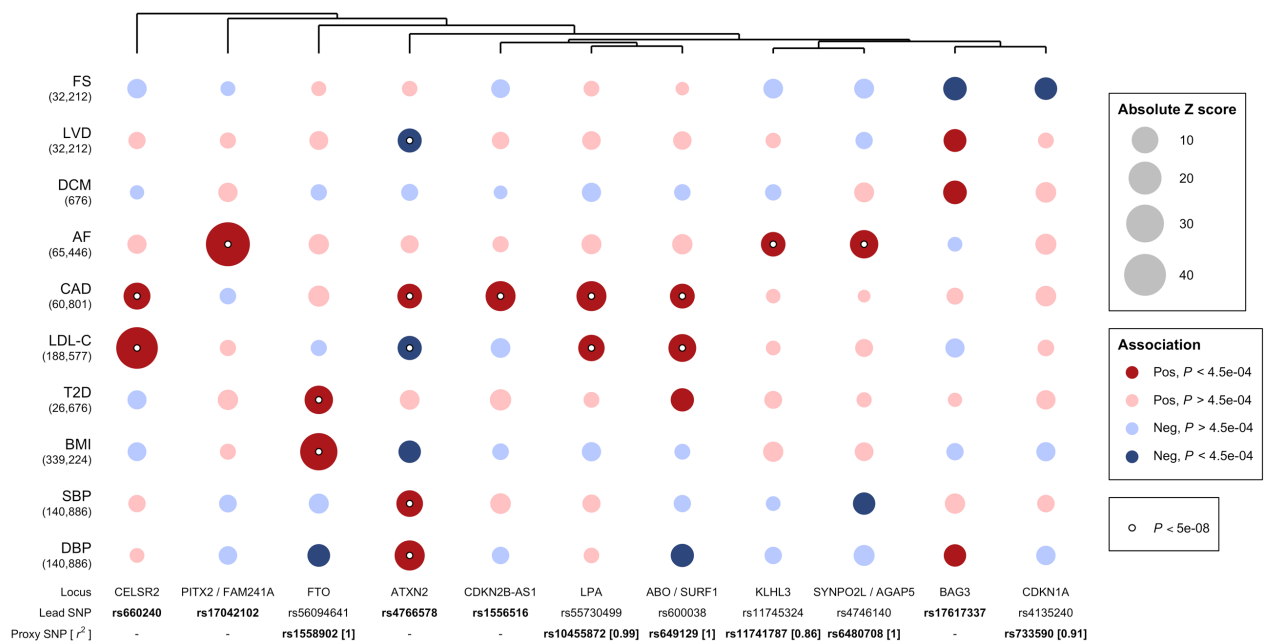 FS
(32,212)
LVD
(32,212)
DCM
(676)
AF
(65,446)
CAD
(60,801)
LDL-C
(188,577)
T2D
(26,676)
BMI
(339,224)
SBP
(140,886)
DBP
(140,886)
Locus CELSR2 PITX2 / FAM241A FTO ATXN2 CDKN2B-AS1 LPA ABO / SURF1 KLHL3 SYNPO2L / AGAP5 BAG3 CDKN1A
Lead SNP rs660240 rs17042102 rs56094641 rs4766578 rs1556516 rs55730499 rs600038 rs11745324 rs4746140 rs17617337 rs4135240
Proxy SNP [ r² ] - - rs1558902 [1] - - rs10455872 [0.99] rs649129 [1] rs11741787 [0.86] rs6480708 [1] - rs733590 [0.91]
Absolute Z score
10
20
30
40
Association
Pos, P < 4.5e-04
Pos, P > 4.5e-04
Neg, P > 4.5e-04
Neg, P < 4.5e-04
P < 5e-08